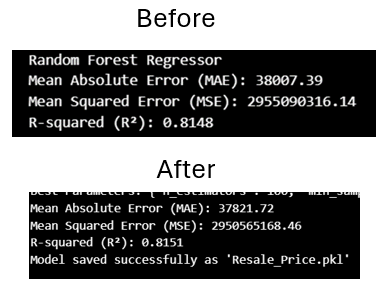 Before
Random Forest Regressor
Mean Absolute Error (MAE): 38007.39
Mean Squared Error (MSE): 2955090316.14
R-squared (R²): 0.8148
After
Best Parameters: {'n_estimators': 100, 'min_samp
Mean Absolute Error (MAE): 37821.72
Mean Squared Error (MSE): 2950565168.46
R-squared (R²): 0.8151
Model saved successfully as 'Resale_Price.pkl'